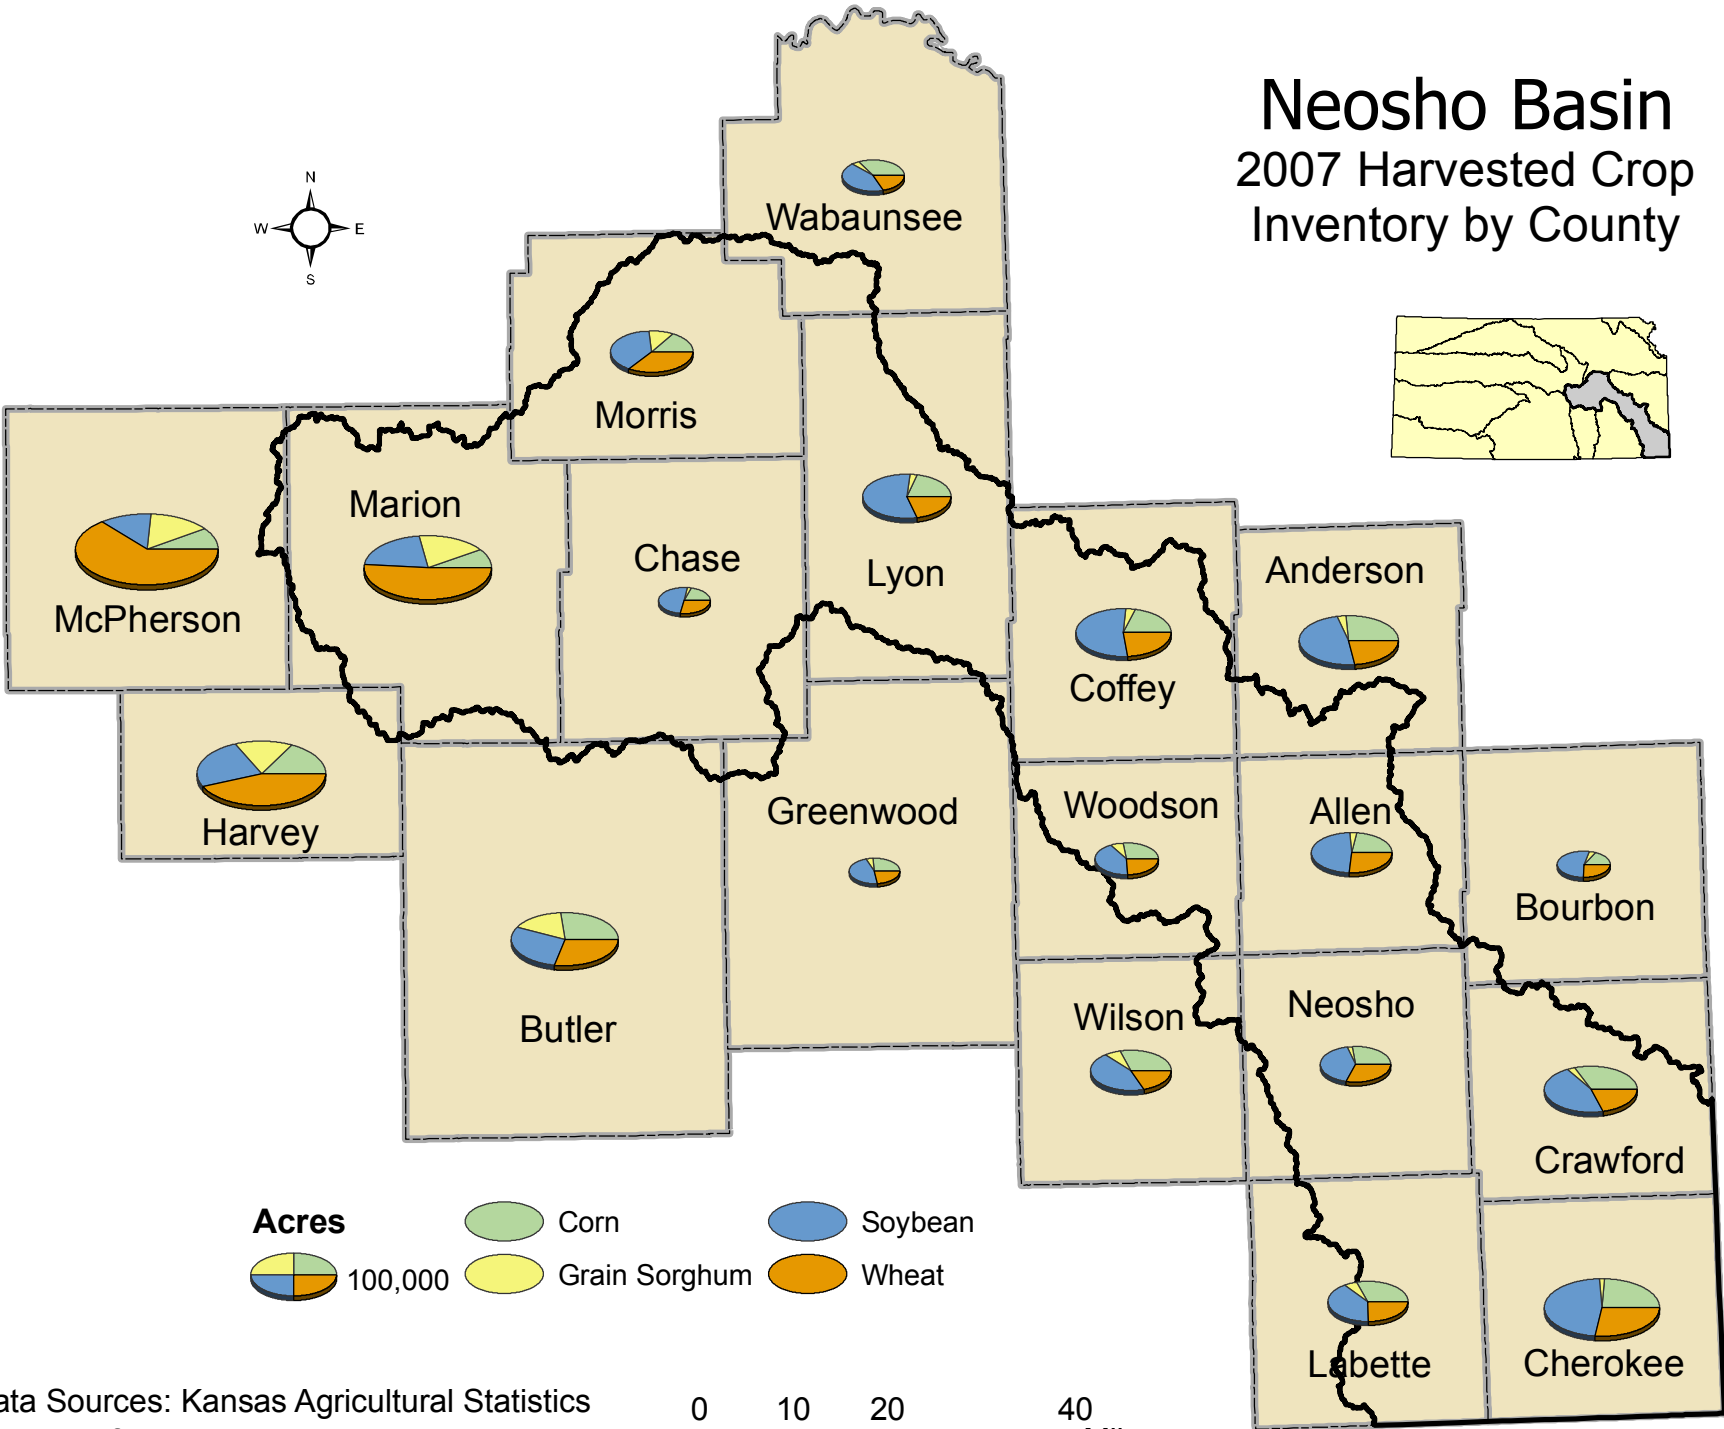 Neosho Basin
2007 Harvested Crop
Inventory by County
N
W E
S
Wabaunsee
Morris
Marion
Chase
Lyon
McPherson
Anderson
Coffey
Harvey
Greenwood
Woodson
Allen
Bourbon
Butler
Wilson
Neosho
Crawford
Labette
Cherokee
Acres
100,000
Corn
Soybean
Grain Sorghum
Wheat
ata Sources: Kansas Agricultural Statistics
0 10 20 40